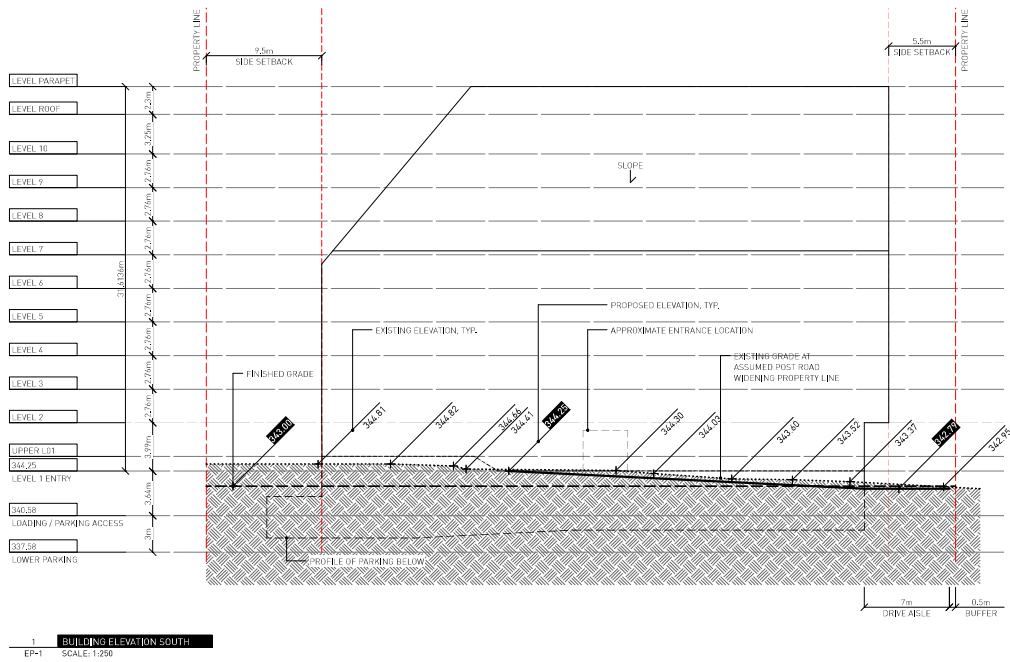 PROPERTY LINE
9.5m
SIDE SETBACK
5.5m
SIDE SETBACK
PROPERTY LINE
LEVEL PARAPET
2.3m
LEVEL ROOF
3.25m
LEVEL 10
2.76m
LEVEL 9
2.76m
LEVEL 8
2.76m
LEVEL 7
2.76m
LEVEL 6
2.76m
LEVEL 5
2.76m
LEVEL 4
2.76m
LEVEL 3
2.76m
LEVEL 2
3.99m
UPPER L01
344.25
LEVEL 1 ENTRY
3.64m
340.58
LOADING / PARKING ACCESS
3m
337.58
LOWER PARKING
31.6136m
SLOPE
PROPOSED ELEVATION, TYP.
EXISTING ELEVATION, TYP.
APPROXIMATE ENTRANCE LOCATION
FINISHED GRADE
EXISTING GRADE AT
ASSUMED POST ROAD
WIDENING PROPERTY LINE
343.00
344.81
344.82
344.66
344.41
344.25
344.30
344.03
343.60
343.52
343.37
342.79
342.95
PROFILE OF PARKING BELOW
7m
DRIVE AISLE
0.5m
BUFFER
1
BUILDING ELEVATION SOUTH
EP-1
SCALE: 1:250